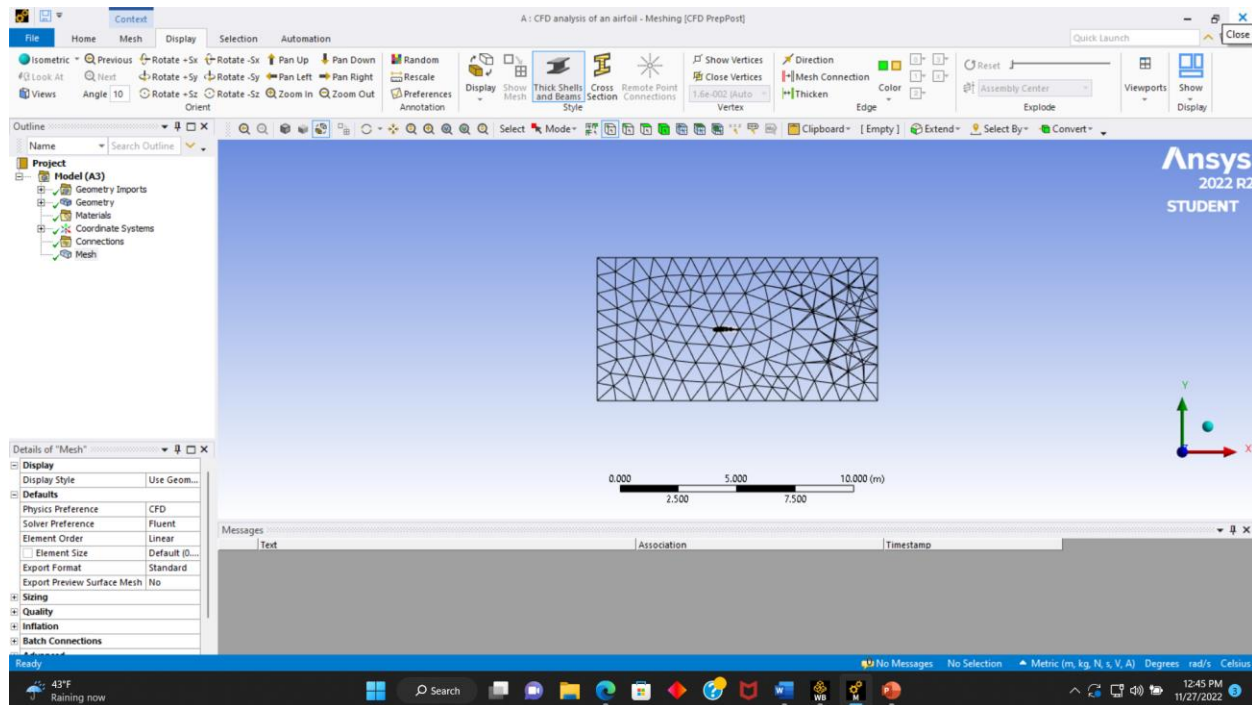 Context
A : CFD analysis of an airfoil - Meshing [CFD PrepPost]
File Home Mesh Display Selection Automation
Quick Launch
Close
Isometric Previous Rotate +Sx Rotate -Sx Pan Up Pan Down
Look At Next Rotate +Sy Rotate -Sy Pan Left Pan Right
Views Angle 10 Rotate +Sz Rotate -Sz Zoom In Zoom Out
Orient
Random
Rescale
Preferences
Annotation
Display
Show Mesh
Thick Shells and Beams
Cross Section
Remote Point Connections
Style
Show Vertices
Close Vertices
1.6e-002 (Auto
Vertex
Direction
Mesh Connection
Thicken
Color
Edge
Reset
Assembly Center
Explode
Viewports
Show
Display
Outline
Name Search Outline
Select Mode Clipboard [Empty] Extend Select By Convert
Project
Model (A3)
Geometry Imports
Geometry
Materials
Coordinate Systems
Connections
Mesh
Ansys
2022 R2
STUDENT
Y
X
0.000 5.000 10.000 (m)
2.500 7.500
Details of "Mesh"
Display
Display Style Use Geom...
Defaults
Physics Preference CFD
Solver Preference Fluent
Element Order Linear
Element Size Default (0....
Export Format Standard
Export Preview Surface Mesh No
Sizing
Quality
Inflation
Batch Connections
Messages
Text Association Timestamp
Ready
No Messages No Selection Metric (m, kg, N, s, V, A) Degrees rad/s Celsius
43°F
Raining now
Search
WB
M
12:45 PM
11/27/2022